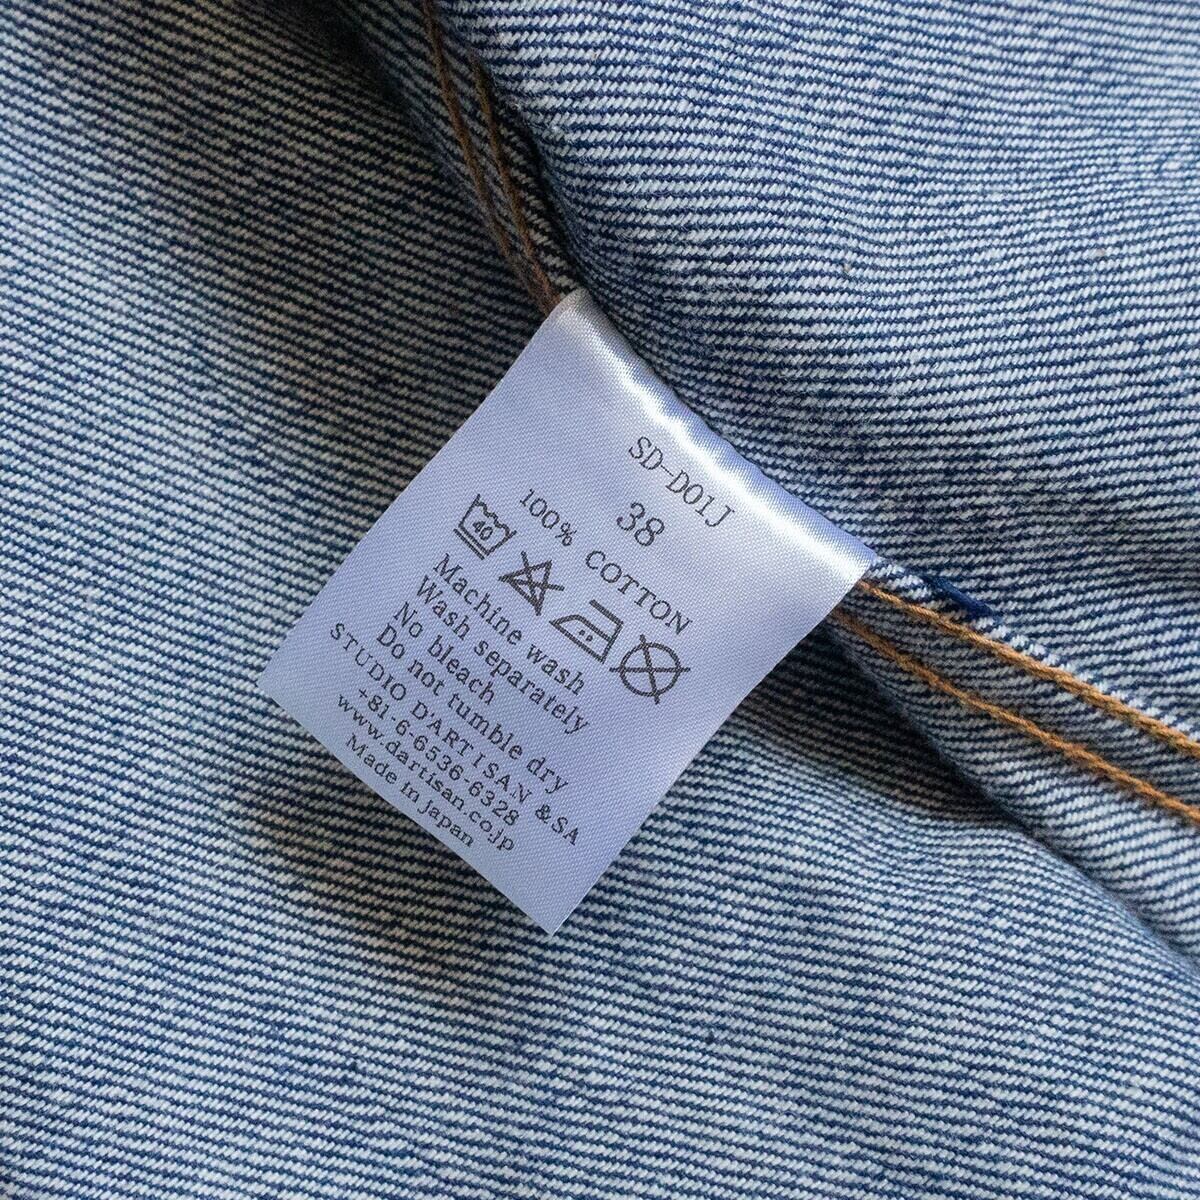 SD-D01J
38
100% COTTON
40
Machine wash
Wash separately
No bleach
Do not tumble dry
STUDIO D'ARTISAN &SA
+81-6-6536-6328
www.dartisan.co.jp
Made in Japan